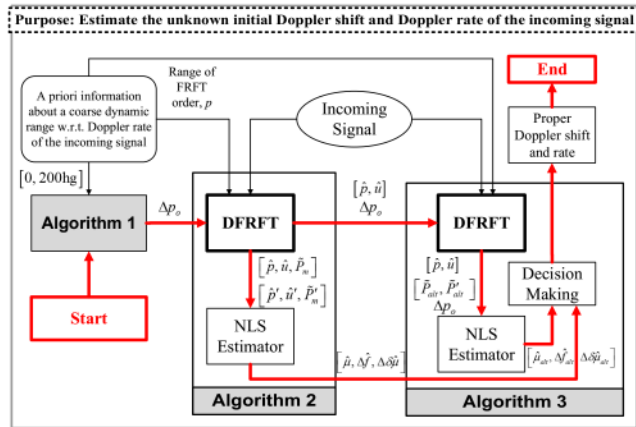 Purpose: Estimate the unknown initial Doppler shift and Doppler rate of the incoming signal
Range of
FRFT
order, p
A priori information
about a coarse dynamic
range w.r.t. Doppler rate
of the incoming signal
[0, 200hg]
Incoming
Signal
End
Proper
Doppler shift
and rate
Algorithm 1
Δp_o
DFRFT
[p̂, û]
Δp_o
DFRFT
Start
[p̂, û, P̃_m]
[p̂′, û′, P̃′_m]
NLS
Estimator
[p̂, û]
[P̃_alt, P̃′_alt]
Δp_o
NLS
Estimator
Decision
Making
[μ̂, Δf̂, Δδμ̂]
[μ̂_alt, Δf̂_alt, Δδμ̂_alt]
Algorithm 2
Algorithm 3